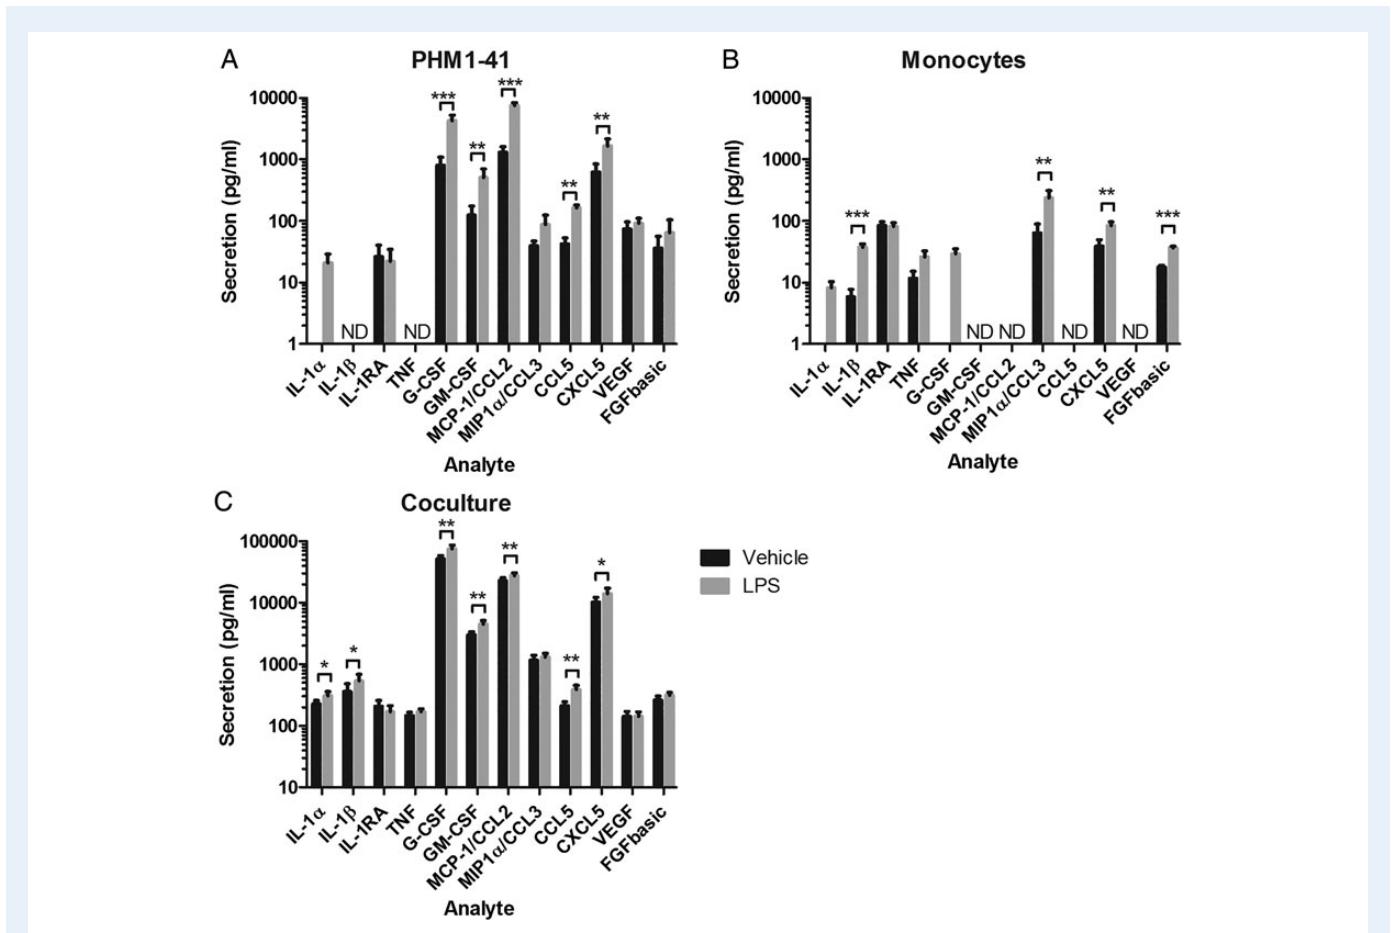 A
PHM1-41
Secretion (pg/ml)
10000
1000
100
10
1
***
**
***
**
**
ND
ND
IL-1α
IL-1β
IL-1RA
TNF
G-CSF
GM-CSF
MCP-1/CCL2
MIP1α/CCL3
CCL5
CXCL5
VEGF
FGFbasic
Analyte
B
Monocytes
Secretion (pg/ml)
10000
1000
100
10
1
***
**
**
***
ND
ND
ND
ND
IL-1α
IL-1β
IL-1RA
TNF
G-CSF
GM-CSF
MCP-1/CCL2
MIP1α/CCL3
CCL5
CXCL5
VEGF
FGFbasic
Analyte
C
Coculture
Secretion (pg/ml)
100000
10000
1000
100
10
*
*
**
**
**
**
*
IL-1α
IL-1β
IL-1RA
TNF
G-CSF
GM-CSF
MCP-1/CCL2
MIP1α/CCL3
CCL5
CXCL5
VEGF
FGFbasic
Analyte
Vehicle
LPS